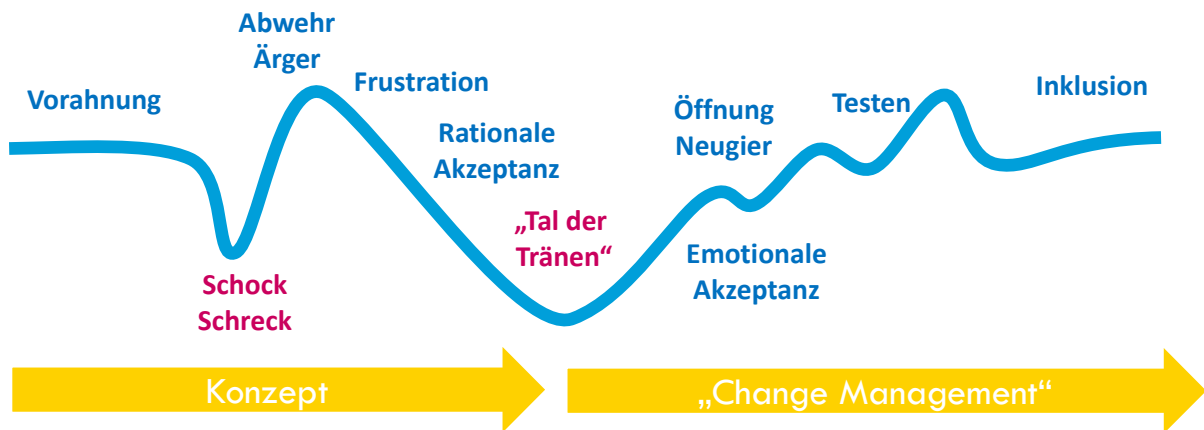 Vorahnung
Schock
Schreck
Abwehr
Ärger
Frustration
Rationale
Akzeptanz
„Tal der
Tränen“
Emotionale
Akzeptanz
Öffnung
Neugier
Testen
Inklusion
Konzept
„Change Management“